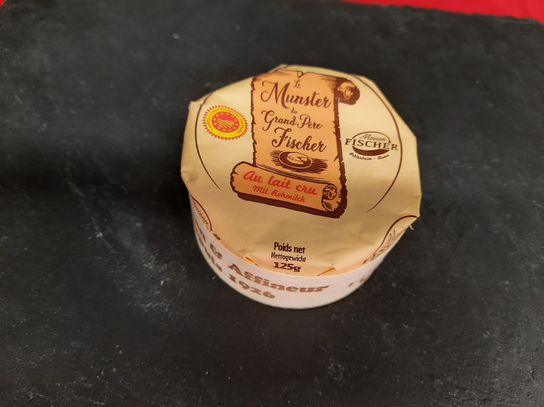 Le
Munster
du
Grand-Père
Fischer
Au lait cru
Mit Rohmilch
Maison
FISCHER
Poids net
Nettogewicht
125g
& Affineur
1926